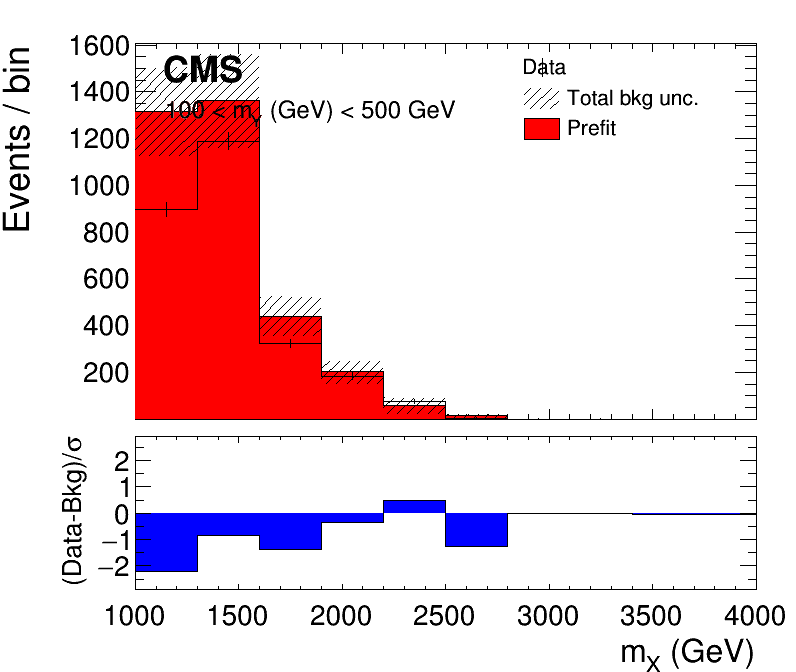 Events / bin
1600
1400
1200
1000
800
600
400
200
CMS
100 < m_Y (GeV) < 500 GeV
Data
Total bkg unc.
Prefit
(Data-Bkg)/σ
2
1
0
−1
−2
1000 1500 2000 2500 3000 3500 4000
m_X (GeV)